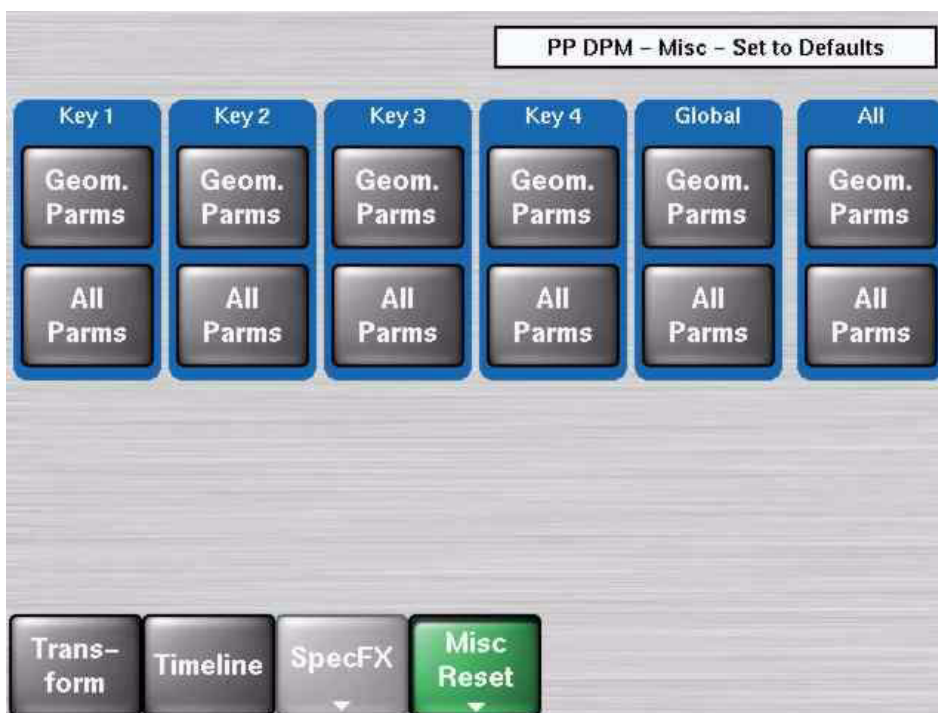 PP DPM – Misc – Set to Defaults
Key 1 Key 2 Key 3 Key 4 Global All
Geom. Geom. Geom. Geom. Geom. Geom.
Parms Parms Parms Parms Parms Parms
All All All All All All
Parms Parms Parms Parms Parms Parms
Trans–
form
Timeline
SpecFX
Misc
Reset